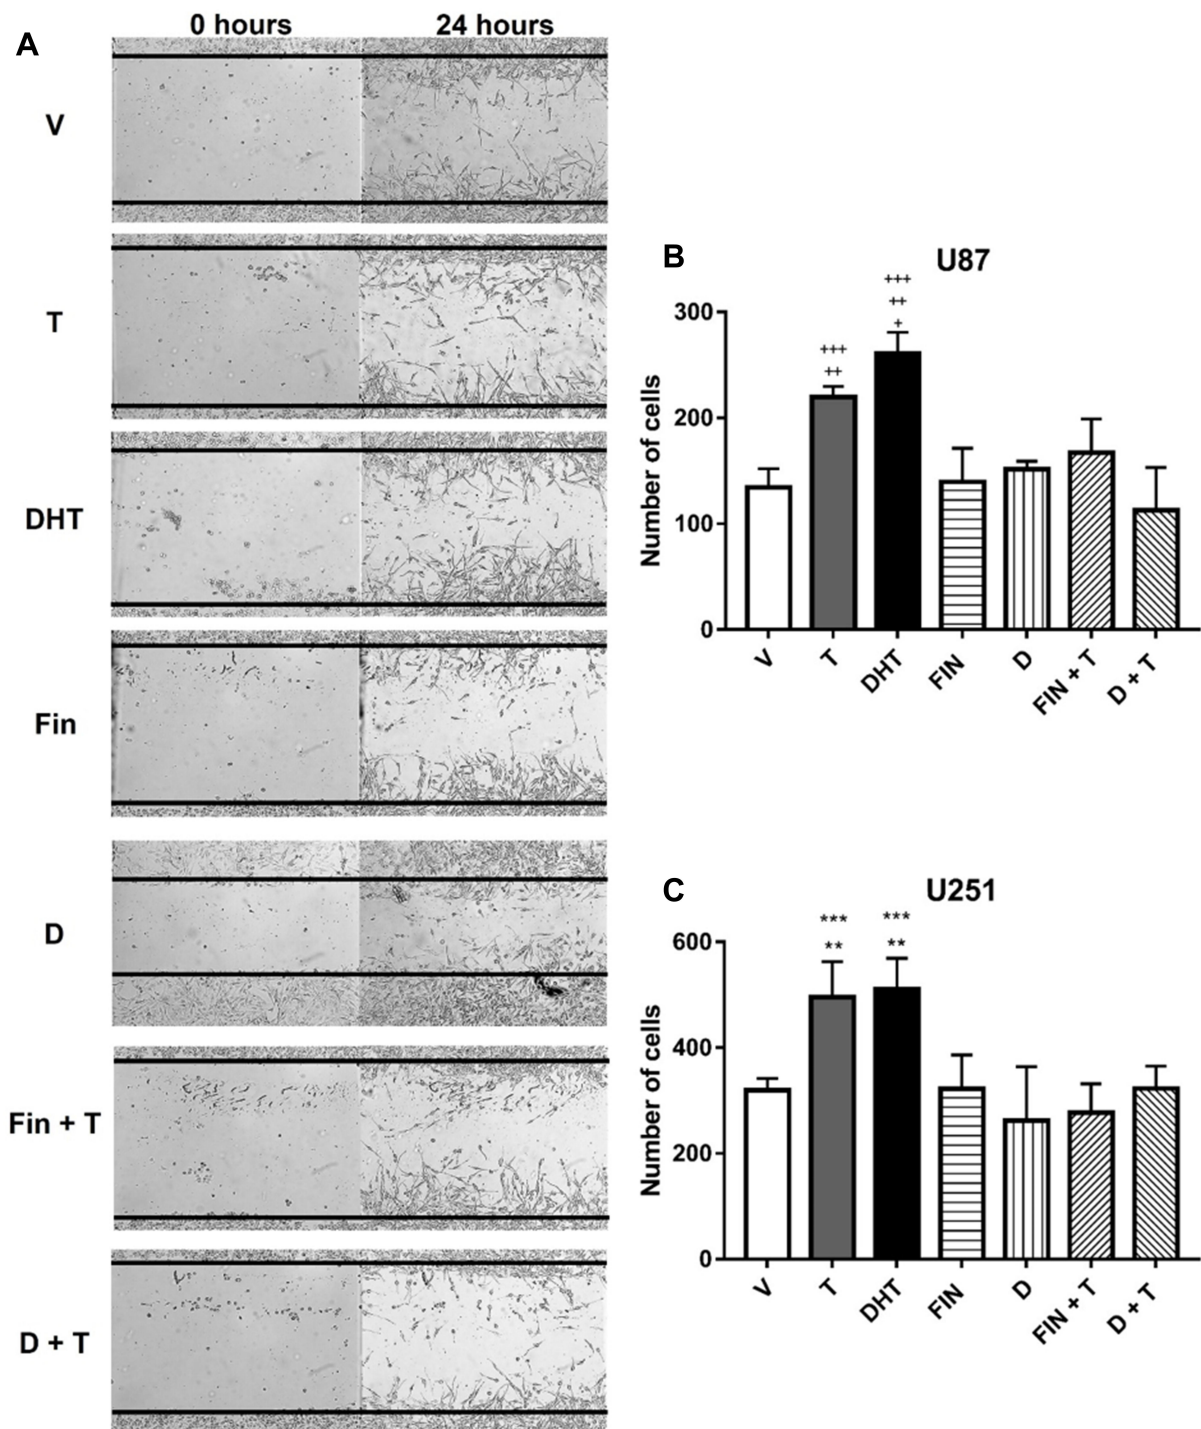 A
0 hours 24 hours
V
T
DHT
Fin
D
Fin + T
D + T
B
U87
+++
++
+++
++
+
Number of cells
300
200
100
0
V T DHT FIN D FIN + T D + T
C
U251
***
**
***
**
Number of cells
600
400
200
0
V T DHT FIN D FIN + T D + T